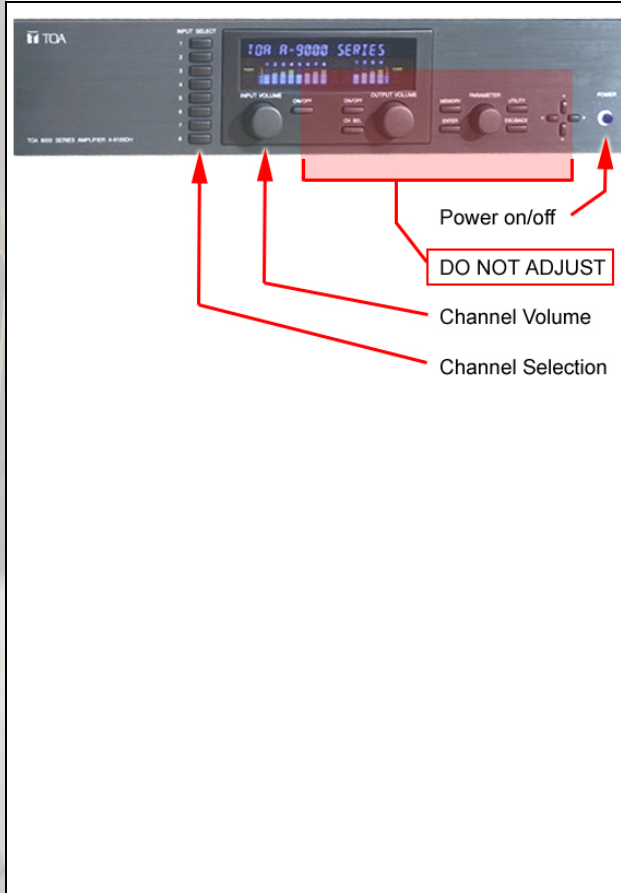 TOA
INPUT SELECT
1
2
3
4
5
6
7
8
TOA A-9000 SERIES
INPUT VOLUME
ON/OFF
ON/OFF
CH SEL
OUTPUT VOLUME
MEMORY
PARAMETER
UTILITY
ENTER
ESC/BACK
POWER
TOA 9000 SERIES AMPLIFIER
Power on/off
DO NOT ADJUST
Channel Volume
Channel Selection